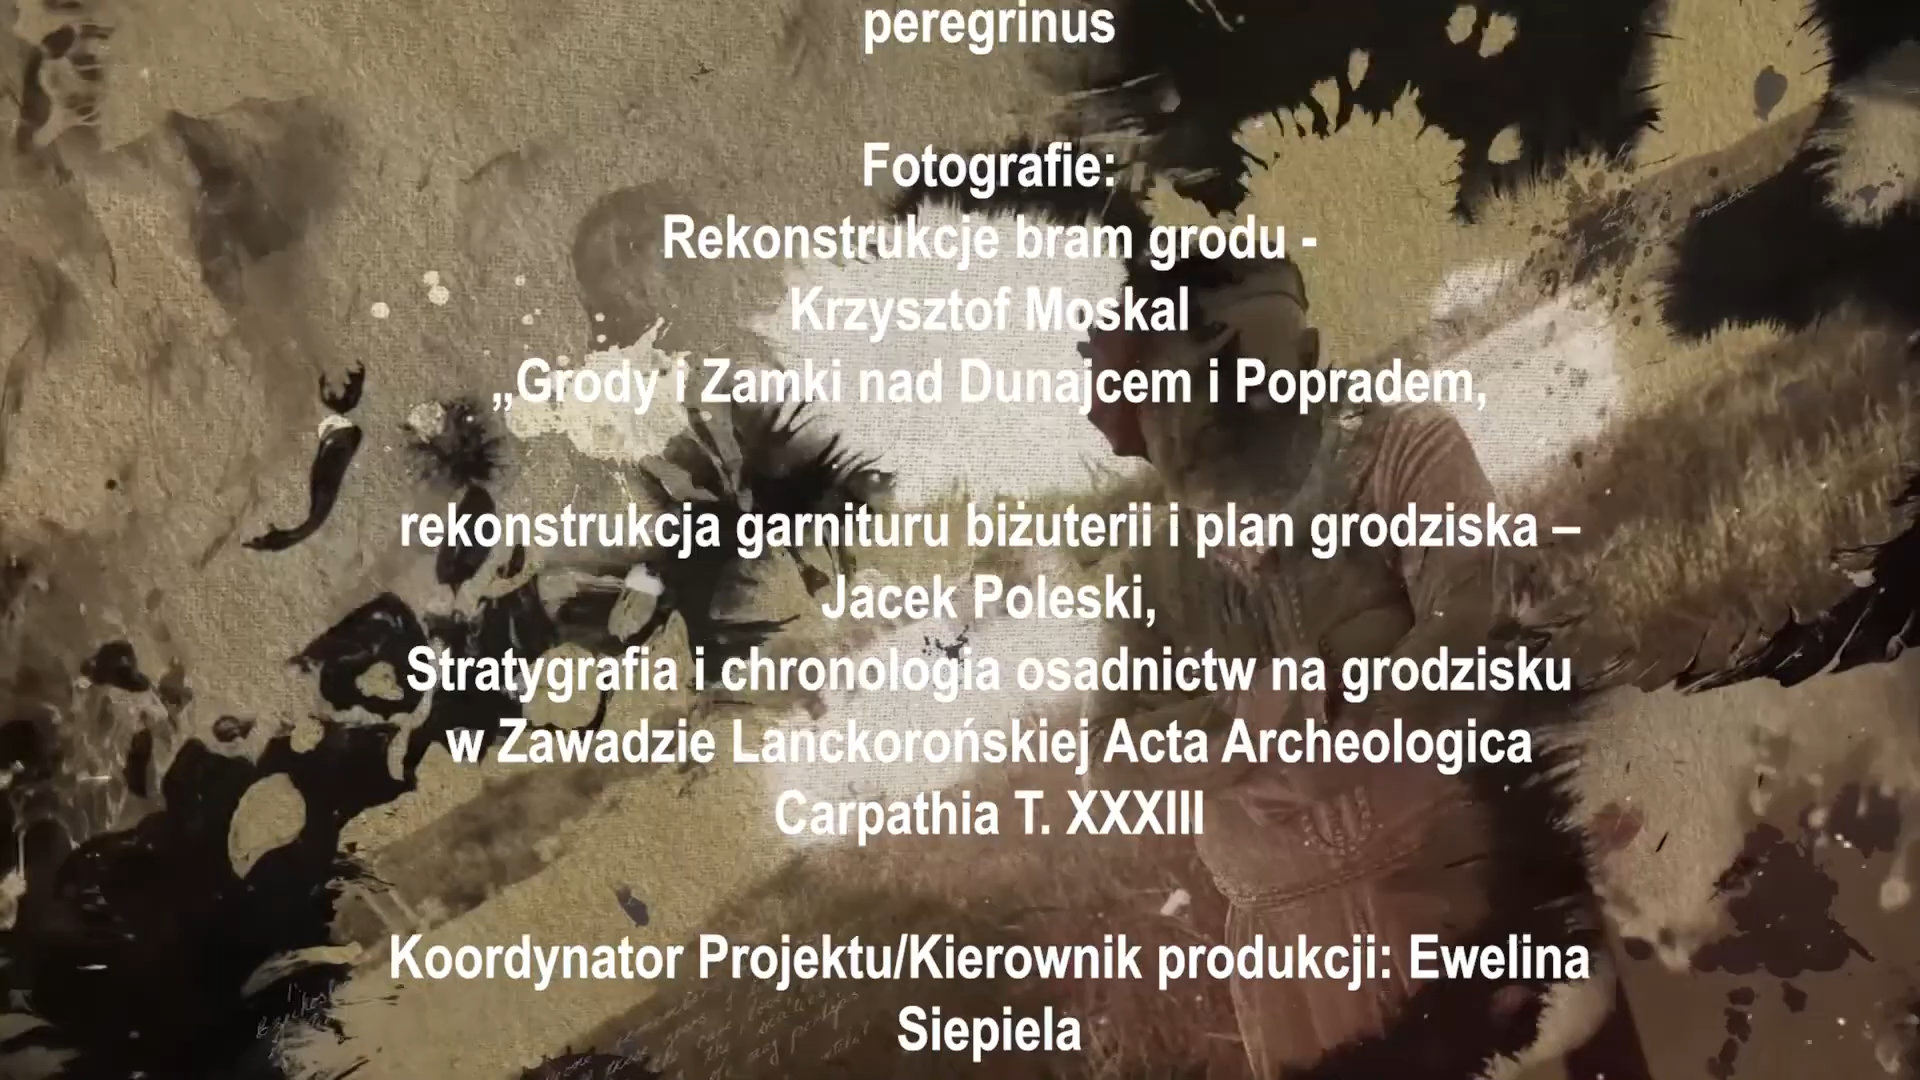 peregrinus
Fotografie:
Rekonstrukcje bram grodu -
Krzysztof Moskal
„Grody i Zamki nad Dunajcem i Popradem,
rekonstrukcja garnituru biżuterii i plan grodziska –
Jacek Poleski,
Stratygrafia i chronologia osadnictw na grodzisku
w Zawadzie Lanckorońskiej Acta Archeologica
Carpathia T. XXXIII
Koordynator Projektu/Kierownik produkcji: Ewelina
Siepiela